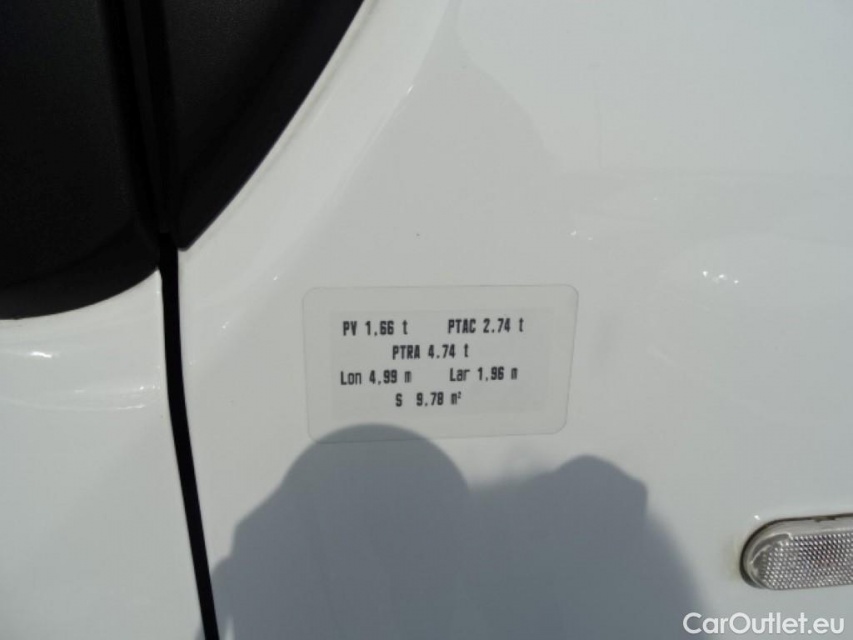 PV 1,66 t PTAC 2.74 t
PTRA 4.74 t
Lon 4,99 m Lar 1,96 m
S 9,78 m²
CarOutlet.eu